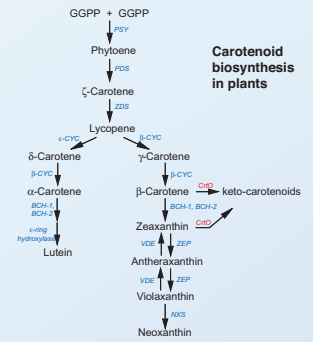 GGPP + GGPP
PSY
Phytoene
Carotenoid
biosynthesis
in plants
PDS
ζ-Carotene
ZDS
Lycopene
ε-CYC
β-CYC
δ-Carotene
γ-Carotene
β-CYC
β-CYC
α-Carotene
β-Carotene
CrtO
keto-carotenoids
BCH-1,
BCH-2
BCH-1, BCH-2
ε-ring
hydroxylase
Zeaxanthin
CrtO
Lutein
VDE
ZEP
Antheraxanthin
VDE
ZEP
Violaxanthin
NXS
Neoxanthin